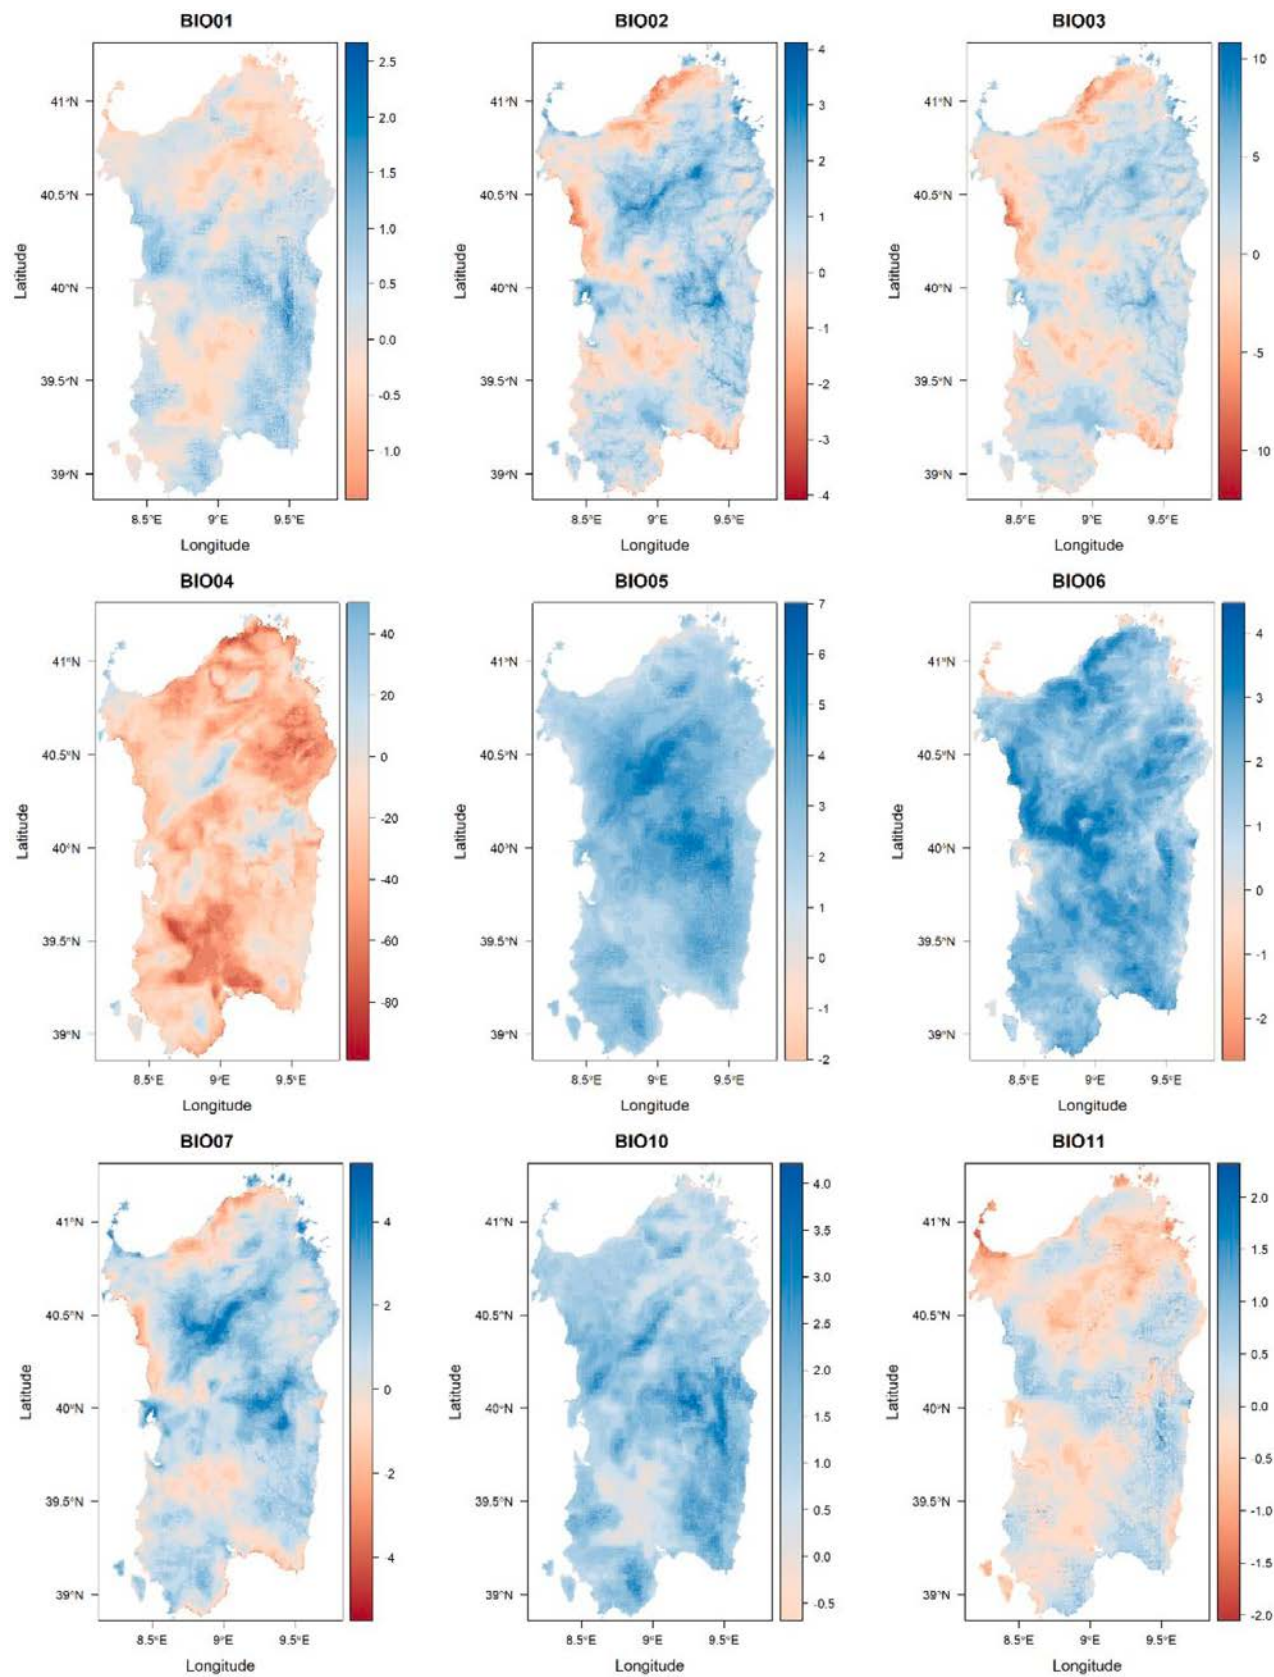 BIO01
BIO02
BIO03
41°N
40.5°N
40°N
39.5°N
39°N
Latitude
8.5°E
9°E
9.5°E
Longitude
2.5
2.0
1.5
1.0
0.5
0.0
-0.5
-1.0
41°N
40.5°N
40°N
39.5°N
39°N
Latitude
8.5°E
9°E
9.5°E
Longitude
4
3
2
1
0
-1
-2
-3
-4
41°N
40.5°N
40°N
39.5°N
39°N
Latitude
8.5°E
9°E
9.5°E
Longitude
10
5
0
-5
10
BIO04
BIO05
BIO06
41°N
40.5°N
40°N
39.5°N
39°N
Latitude
8.5°E
9°E
9.5°E
Longitude
40
20
0
-20
-40
-60
-80
41°N
40.5°N
40°N
39.5°N
39°N
Latitude
8.5°E
9°E
9.5°E
Longitude
7
6
5
4
3
2
1
0
-1
-2
41°N
40.5°N
40°N
39.5°N
39°N
Latitude
8.5°E
9°E
9.5°E
Longitude
4
3
2
1
0
-1
-2
BIO07
BIO10
BIO11
41°N
40.5°N
40°N
39.5°N
39°N
Latitude
8.5°E
9°E
9.5°E
Longitude
4
2
0
-2
4
41°N
40.5°N
40°N
39.5°N
39°N
Latitude
8.5°E
9°E
9.5°E
Longitude
4.0
3.5
3.0
2.5
2.0
1.5
1.0
0.5
0.0
-0.5
41°N
40.5°N
40°N
39.5°N
39°N
Latitude
8.5°E
9°E
9.5°E
Longitude
2.0
1.5
1.0
0.5
0.0
-0.5
-1.0
-1.5
-2.0